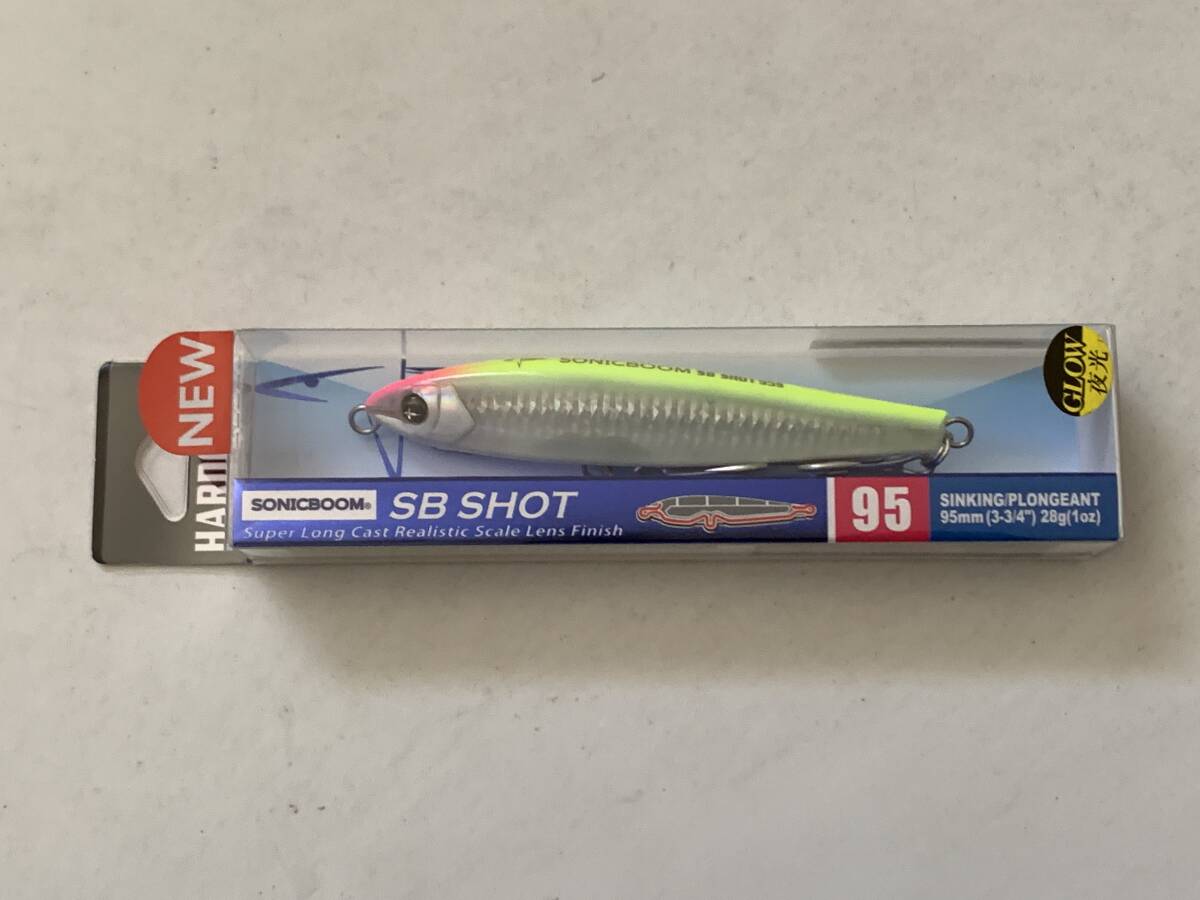 NEW
HARD
SONICBOOM SB SHOT 95S
GLOW
夜光
SONICBOOM® SB SHOT
Super Long Cast Realistic Scale Lens Finish
95
SINKING/PLONGEANT
95mm (3-3/4") 28g(1oz)